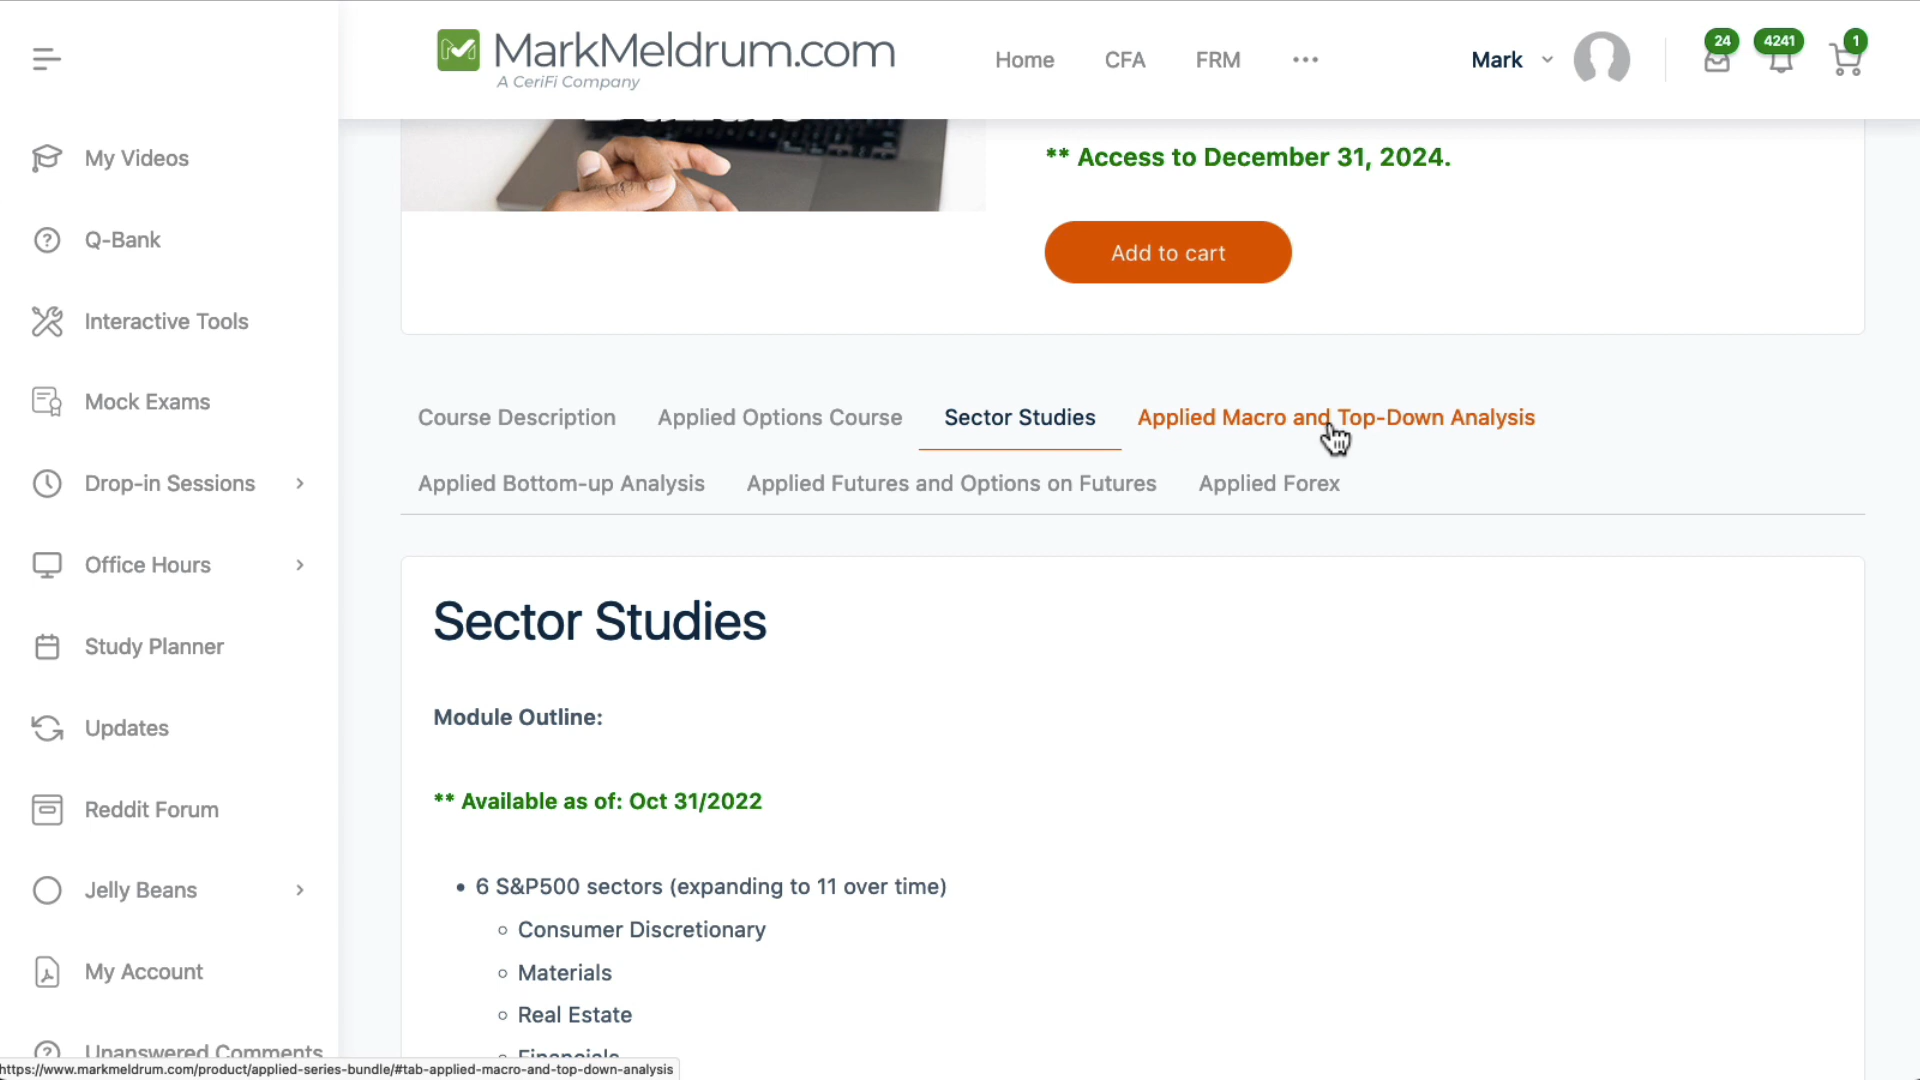 MarkMeldrum.com
A CeriFi Company
Home
CFA
FRM
Mark
24
4241
1
My Videos
Q-Bank
Interactive Tools
Mock Exams
Drop-in Sessions
Office Hours
Study Planner
Updates
Reddit Forum
Jelly Beans
My Account
Unanswered Comments
** Access to December 31, 2024.
Add to cart
Course Description
Applied Options Course
Sector Studies
Applied Macro and Top-Down Analysis
Applied Bottom-up Analysis
Applied Futures and Options on Futures
Applied Forex
Sector Studies
Module Outline:
** Available as of: Oct 31/2022
• 6 S&P500 sectors (expanding to 11 over time)
Consumer Discretionary
Materials
Real Estate
Financials
https://www.markmeldrum.com/product/applied-series-bundle/#tab-applied-macro-and-top-down-analysis